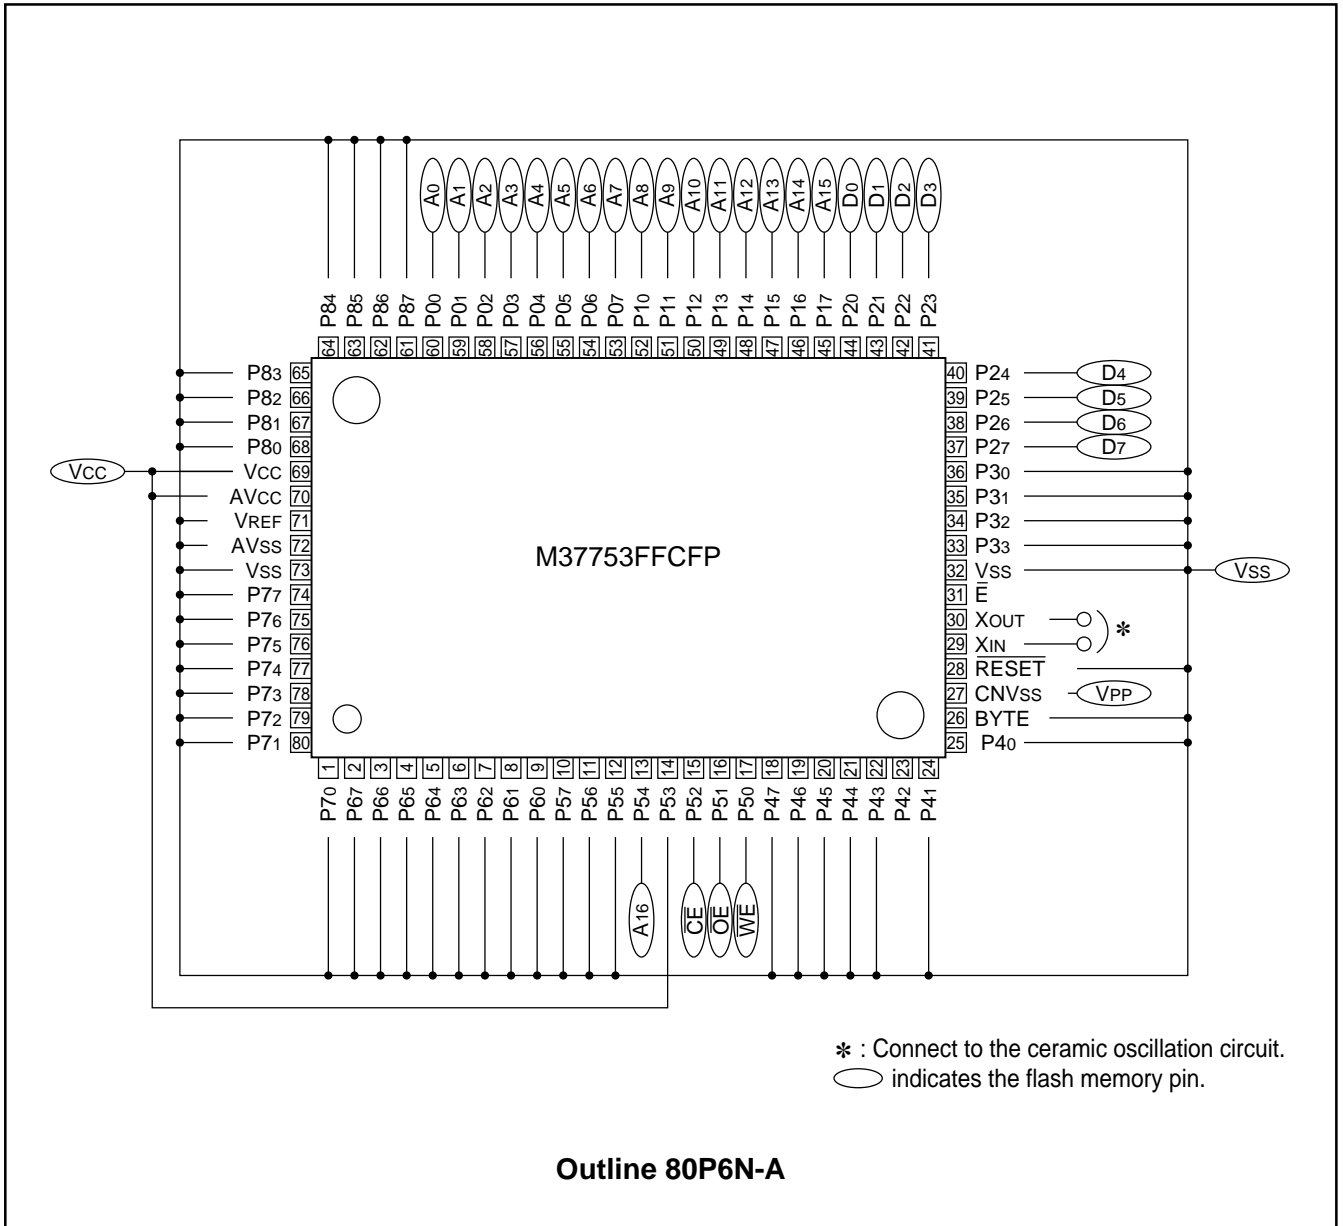 A0 A1 A2 A3 A4 A5 A6 A7 A8 A9 A10 A11 A12 A13 A14 A15 D0 D1 D2 D3
P84 P85 P86 P87 P00 P01 P02 P03 P04 P05 P06 P07 P10 P11 P12 P13 P14 P15 P16 P17 P20 P21 P22 P23
64 63 62 61 60 59 58 57 56 55 54 53 52 51 50 49 48 47 46 45 44 43 42 41
P83 65
P82 66
P81 67
P80 68
VCC VCC 69
AVCC 70
VREF 71
AVSS 72
VSS 73
P77 74
P76 75
P75 76
P74 77
P73 78
P72 79
P71 80
M37753FFCFP
40 P24 D4
39 P25 D5
38 P26 D6
37 P27 D7
36 P30
35 P31
34 P32
33 P33
32 VSS VSS
31 E̅
30 XOUT
29 XIN *
28 R̅E̅S̅E̅T̅
27 CNVSS VPP
26 BYTE
25 P40
1 2 3 4 5 6 7 8 9 10 11 12 13 14 15 16 17 18 19 20 21 22 23 24
P70 P67 P66 P65 P64 P63 P62 P61 P60 P57 P56 P55 P54 P53 P52 P51 P50 P47 P46 P45 P44 P43 P42 P41
A16 C̅E̅ O̅E̅ W̅E̅
* : Connect to the ceramic oscillation circuit.
indicates the flash memory pin.
Outline 80P6N-A